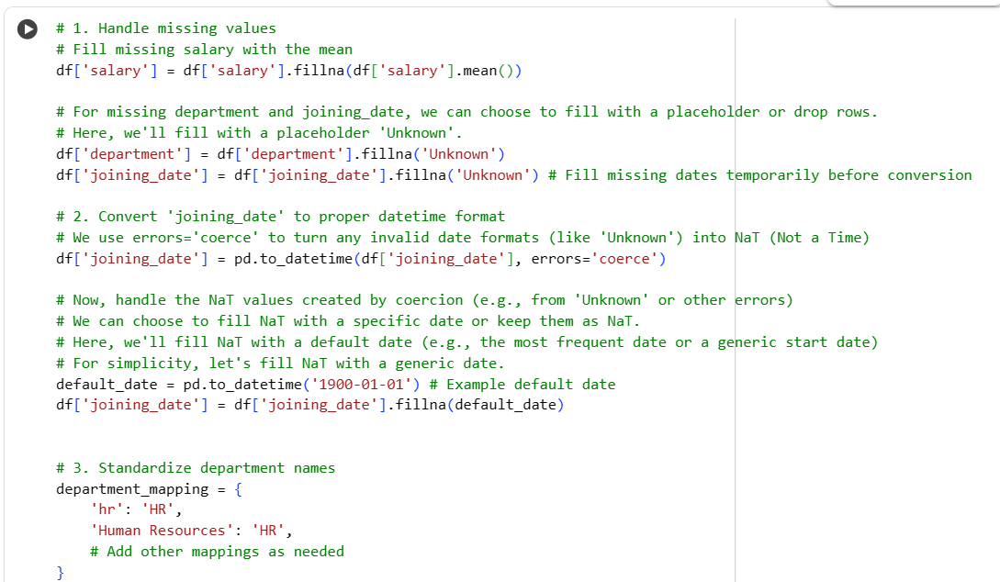 # 1. Handle missing values
# Fill missing salary with the mean
df['salary'] = df['salary'].fillna(df['salary'].mean())
# For missing department and joining_date, we can choose to fill with a placeholder or drop rows.
# Here, we'll fill with a placeholder 'Unknown'.
df['department'] = df['department'].fillna('Unknown')
df['joining_date'] = df['joining_date'].fillna('Unknown') # Fill missing dates temporarily before conversion
# 2. Convert 'joining_date' to proper datetime format
# We use errors='coerce' to turn any invalid date formats (like 'Unknown') into NaT (Not a Time)
df['joining_date'] = pd.to_datetime(df['joining_date'], errors='coerce')
# Now, handle the NaT values created by coercion (e.g., from 'Unknown' or other errors)
# We can choose to fill NaT with a specific date or keep them as NaT.
# Here, we'll fill NaT with a default date (e.g., the most frequent date or a generic start date)
# For simplicity, let's fill NaT with a generic date.
default_date = pd.to_datetime('1900-01-01') # Example default date
df['joining_date'] = df['joining_date'].fillna(default_date)
# 3. Standardize department names
department_mapping = {
    'hr': 'HR',
    'Human Resources': 'HR',
    # Add other mappings as needed
}